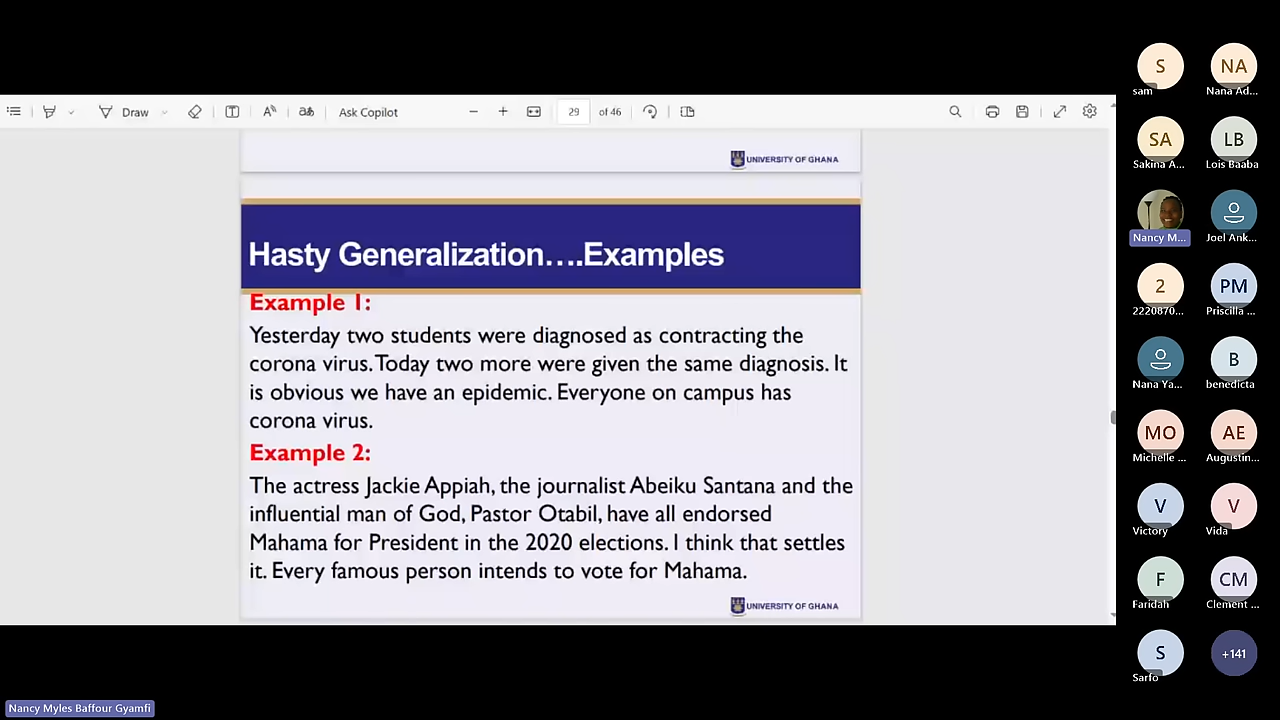 Draw
Ask Copilot
29 of 46
UNIVERSITY OF GHANA
Hasty Generalization….Examples
Example 1:
Yesterday two students were diagnosed as contracting the
corona virus. Today two more were given the same diagnosis. It
is obvious we have an epidemic. Everyone on campus has
corona virus.
Example 2:
The actress Jackie Appiah, the journalist Abeiku Santana and the
influential man of God, Pastor Otabil, have all endorsed
Mahama for President in the 2020 elections. I think that settles
it. Every famous person intends to vote for Mahama.
UNIVERSITY OF GHANA
S
NA
sam
Nana Ad...
SA
LB
Sakina A...
Lois Baaba
Nancy M...
Joel Ank...
2
PM
2220870...
Priscilla ...
B
Nana Ya...
benedicta
MO
AE
Michelle ...
Augustin...
V
V
Victory
Vida
F
CM
Faridah
Clement ...
S
+141
Sarfo
Nancy Myles Baffour Gyamfi